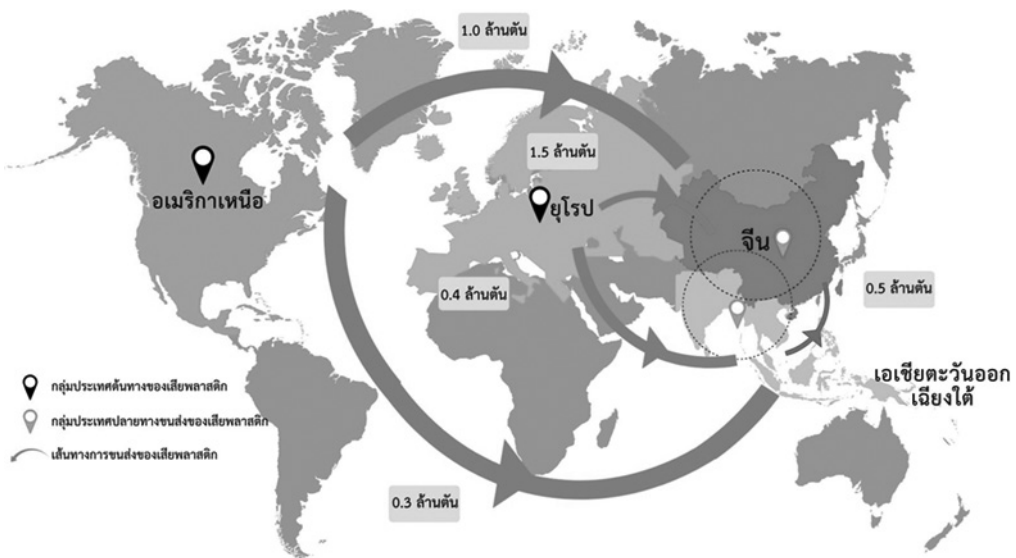 1.0 ล้านตัน
1.5 ล้านตัน
อเมริกาเหนือ
ยุโรป
จีน
0.4 ล้านตัน
0.5 ล้านตัน
เอเชียตะวันออก
เฉียงใต้
กลุ่มประเทศต้นทางของเสียพลาสติก
กลุ่มประเทศปลายทางขนส่งของเสียพลาสติก
เส้นทางการขนส่งของเสียพลาสติก
0.3 ล้านตัน